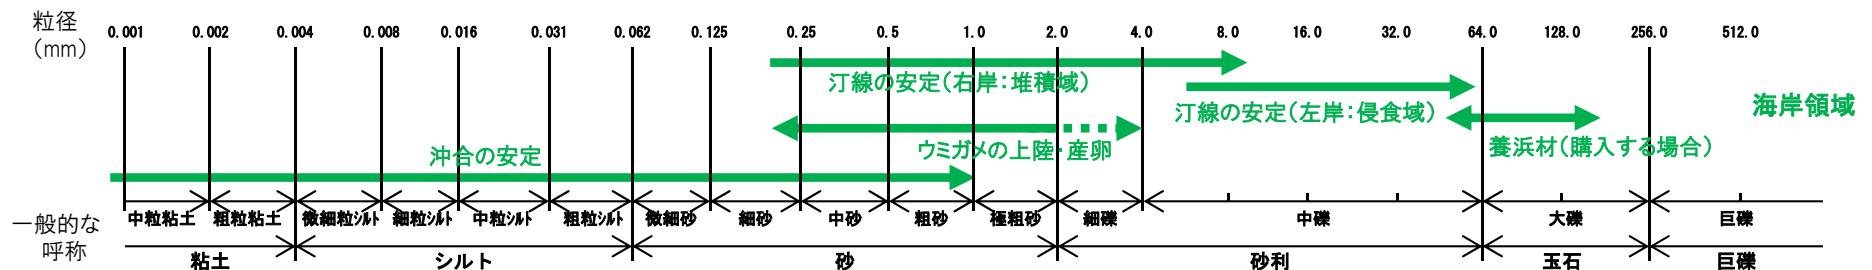 粒径
（mm）
0.001 0.002 0.004 0.008 0.016 0.031 0.062 0.125 0.25 0.5 1.0 2.0 4.0 8.0 16.0 32.0 64.0 128.0 256.0 512.0
汀線の安定（右岸：堆積域）
汀線の安定（左岸：侵食域）
海岸領域
ウミガメの上陸・産卵
養浜材（購入する場合）
沖合の安定
一般的な
呼称
中粒粘土 粗粒粘土 微細粒シルト 細粒シルト 中粒シルト 粗粒シルト 微細砂 細砂 中砂 粗砂 極粗砂 細礫 中礫 大礫 巨礫
粘土 シルト 砂 砂利 玉石 巨礫